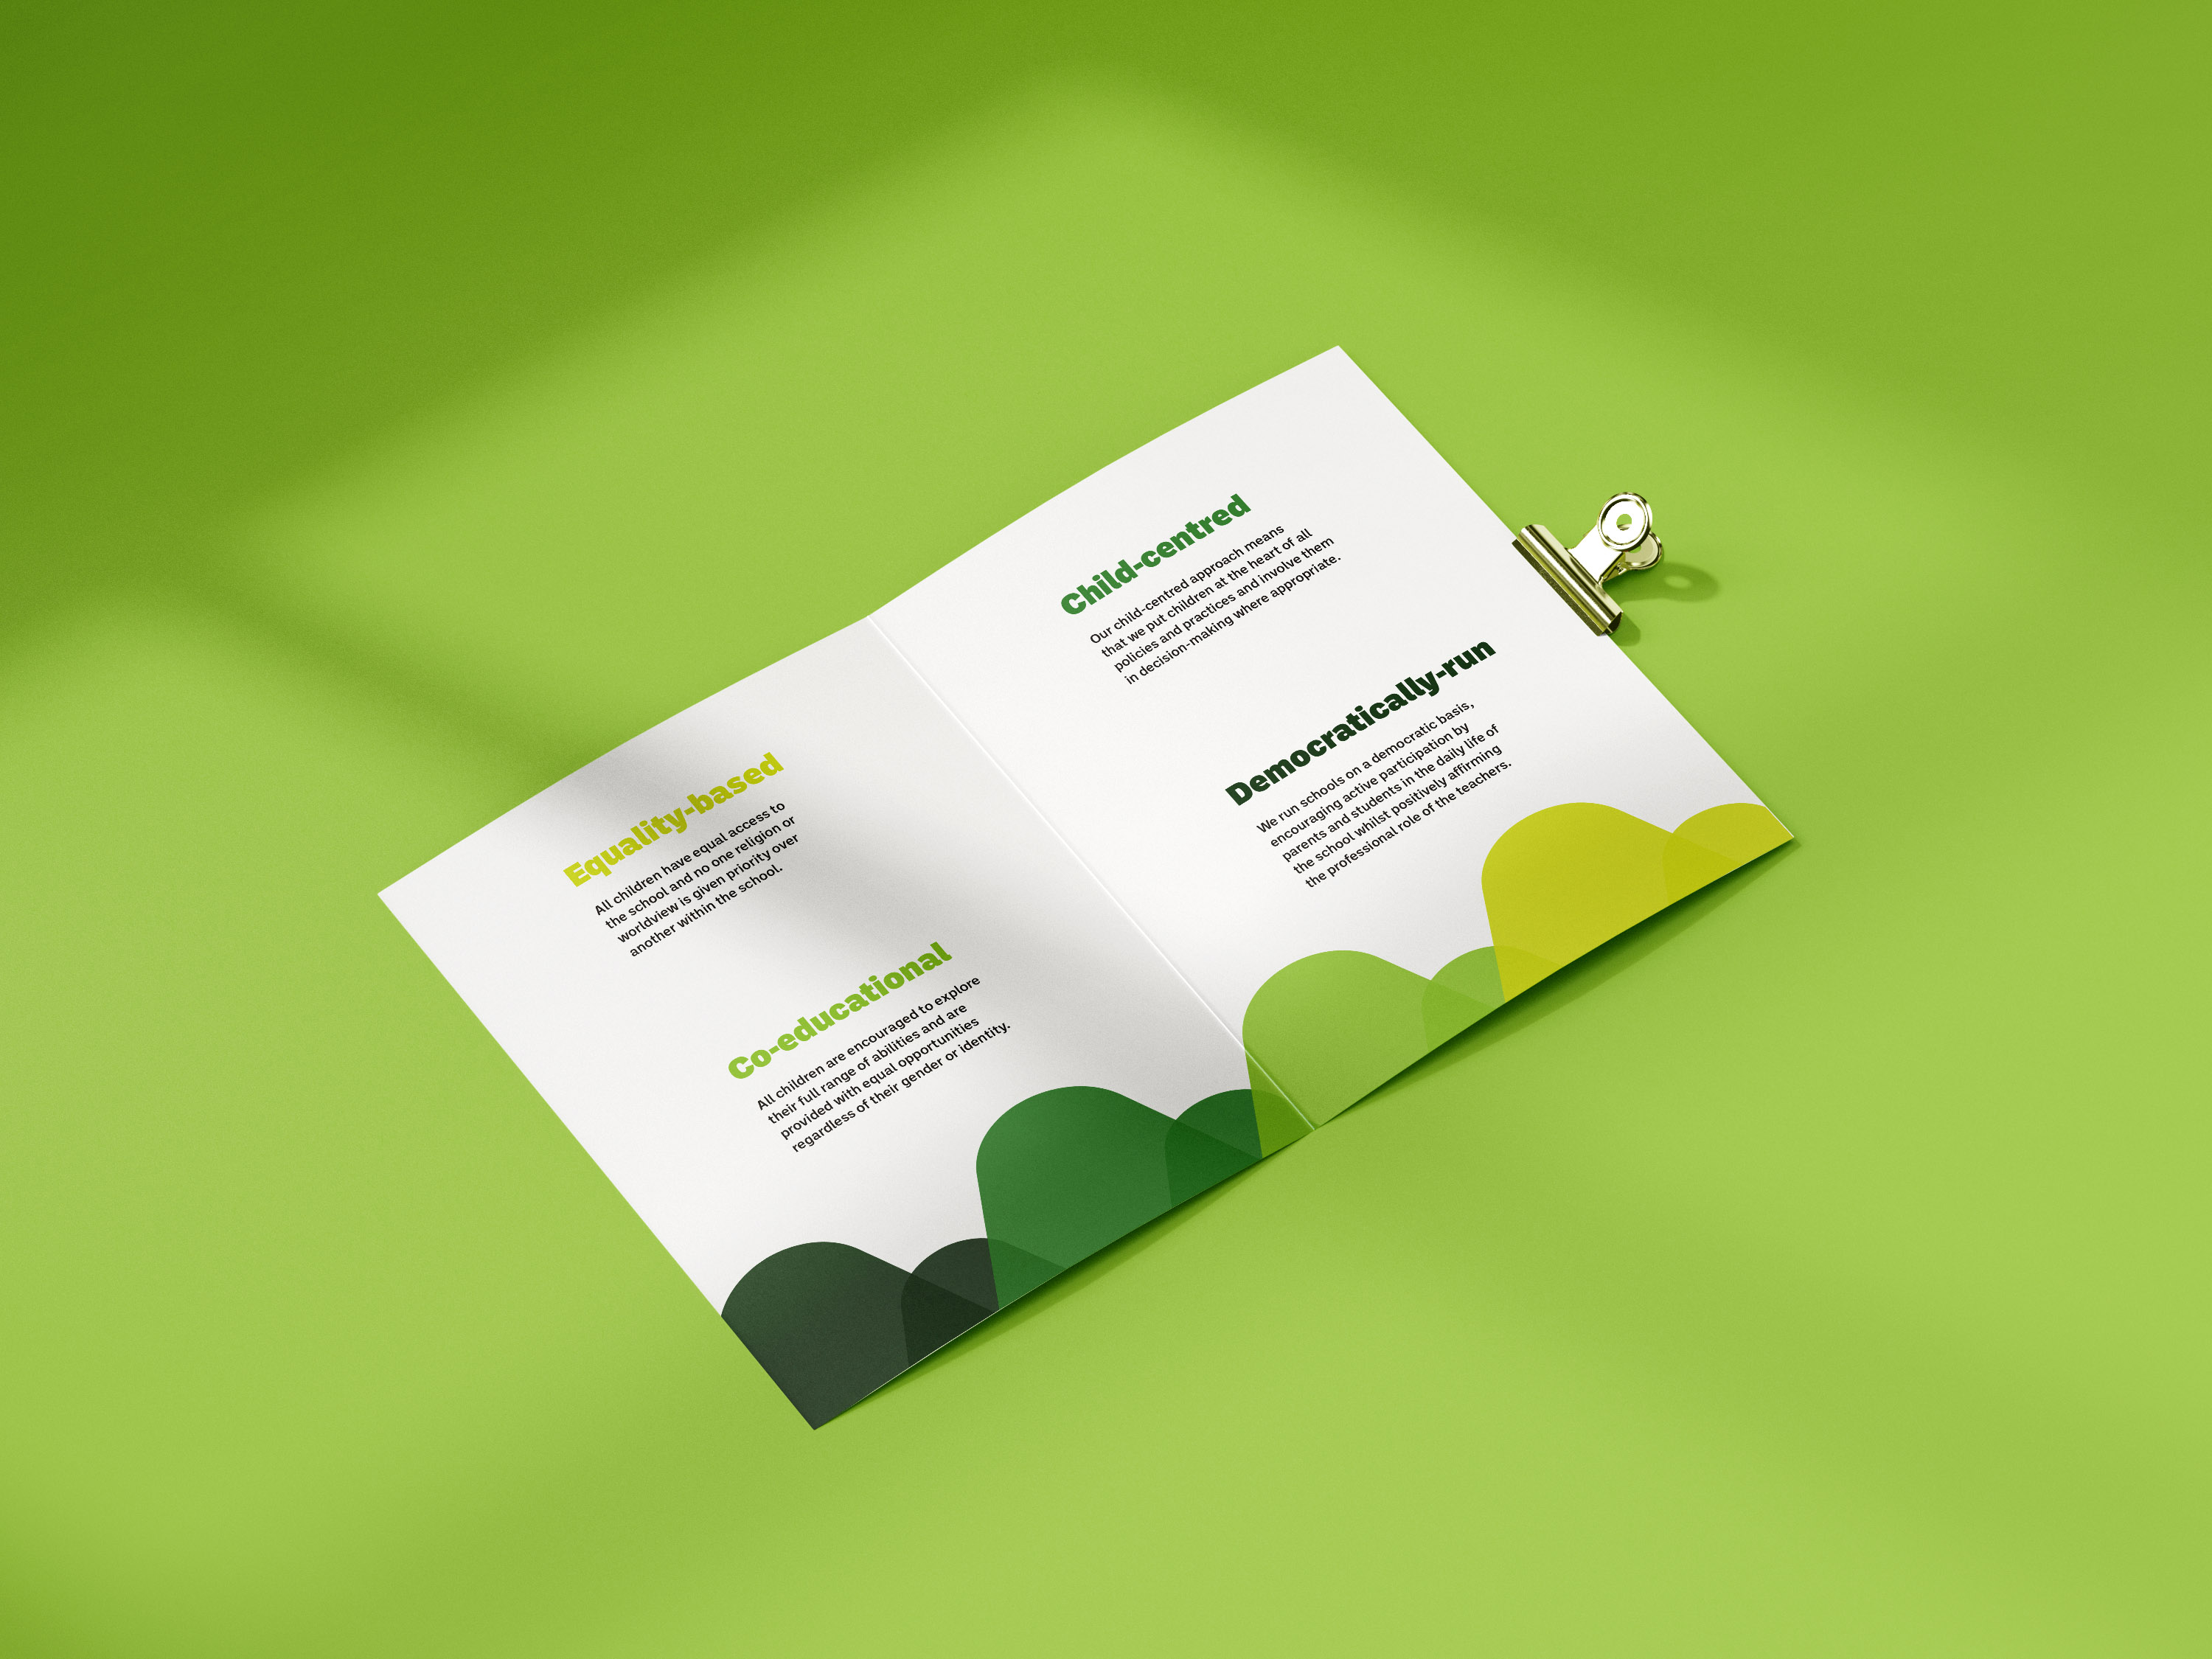 Equality-based
All children have equal access to
the school and no one religion or
worldview is given priority over
another within the school.
Co-educational
All children are encouraged to explore
their full range of abilities and are
provided with equal opportunities
regardless of their gender or identity.
Child-centred
Our child-centred approach means
that we put children at the heart of all
policies and practices and involve them
in decision-making where appropriate.
Democratically-run
We run schools on a democratic basis,
encouraging active participation by
parents and students in the daily life of
the school whilst positively affirming
the professional role of the teachers.